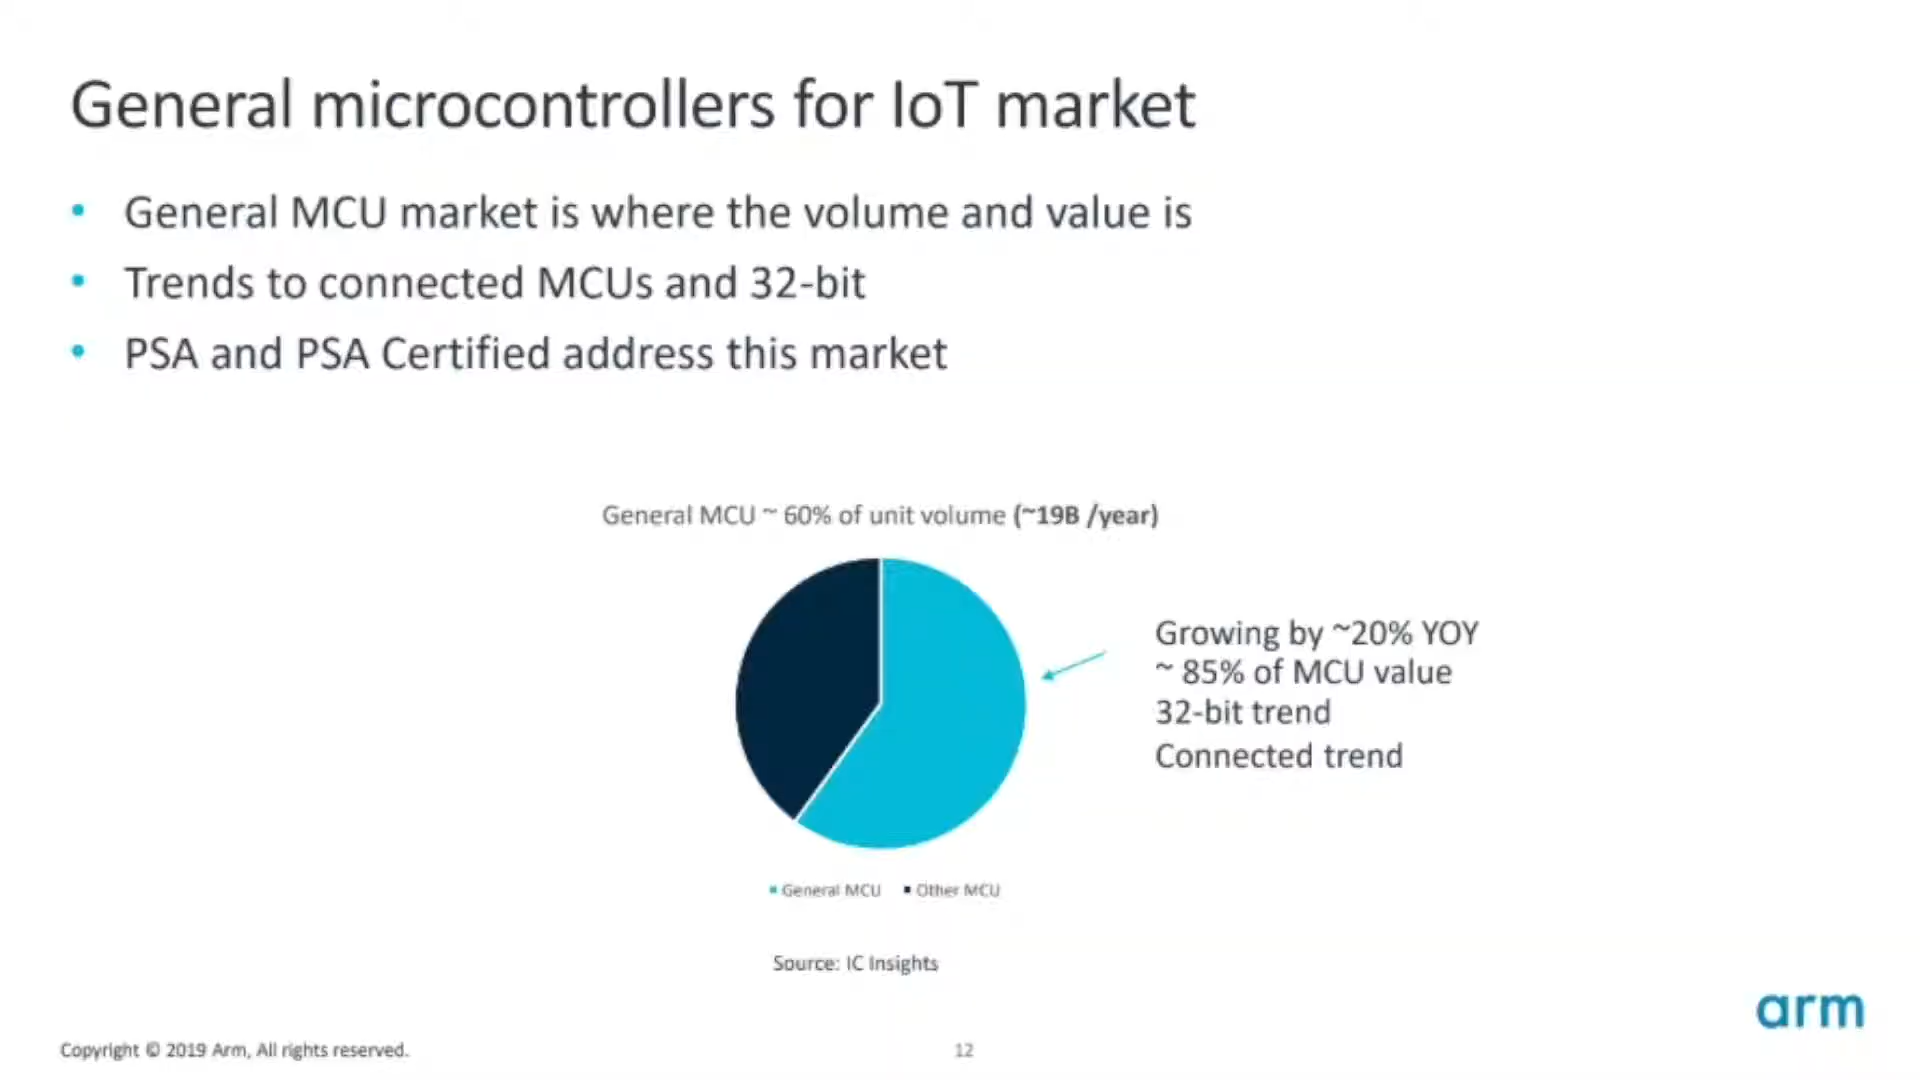 General microcontrollers for IoT market
• General MCU market is where the volume and value is
• Trends to connected MCUs and 32-bit
• PSA and PSA Certified address this market
General MCU ~ 60% of unit volume (~19B /year)
Growing by ~20% YOY
~ 85% of MCU value
32-bit trend
Connected trend
General MCU Other MCU
Source: IC Insights
arm
Copyright © 2019 Arm, All rights reserved.
12